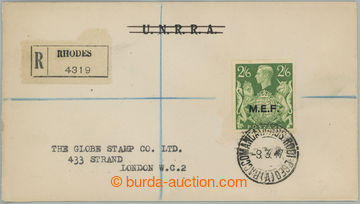 U.N.R.R.A.
RHODES
R
4319
2/6
2/6
M.E.F.
THE GLOBE STAMP CO. LTD.
433 STRAND
LONDON W.C.2
burda-auction.com